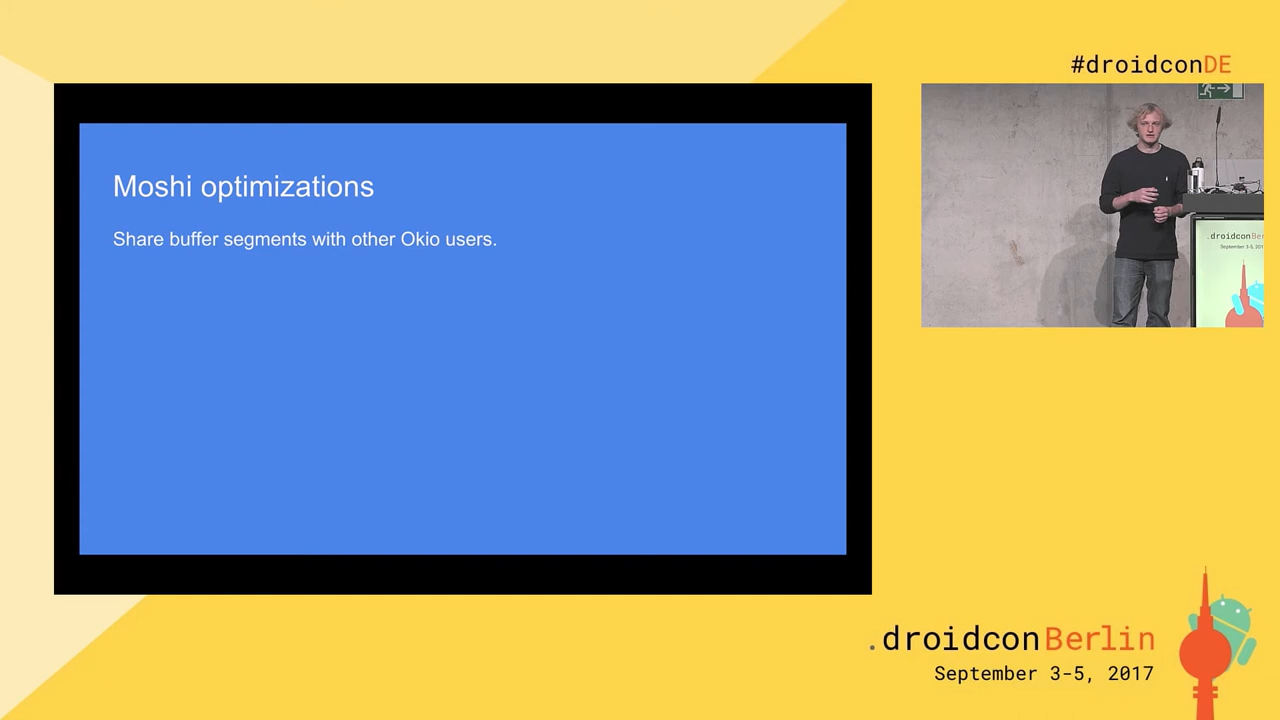 #droidconDE
Moshi optimizations
Share buffer segments with other Okio users.
.droidconBerlin
September 3-5, 2017